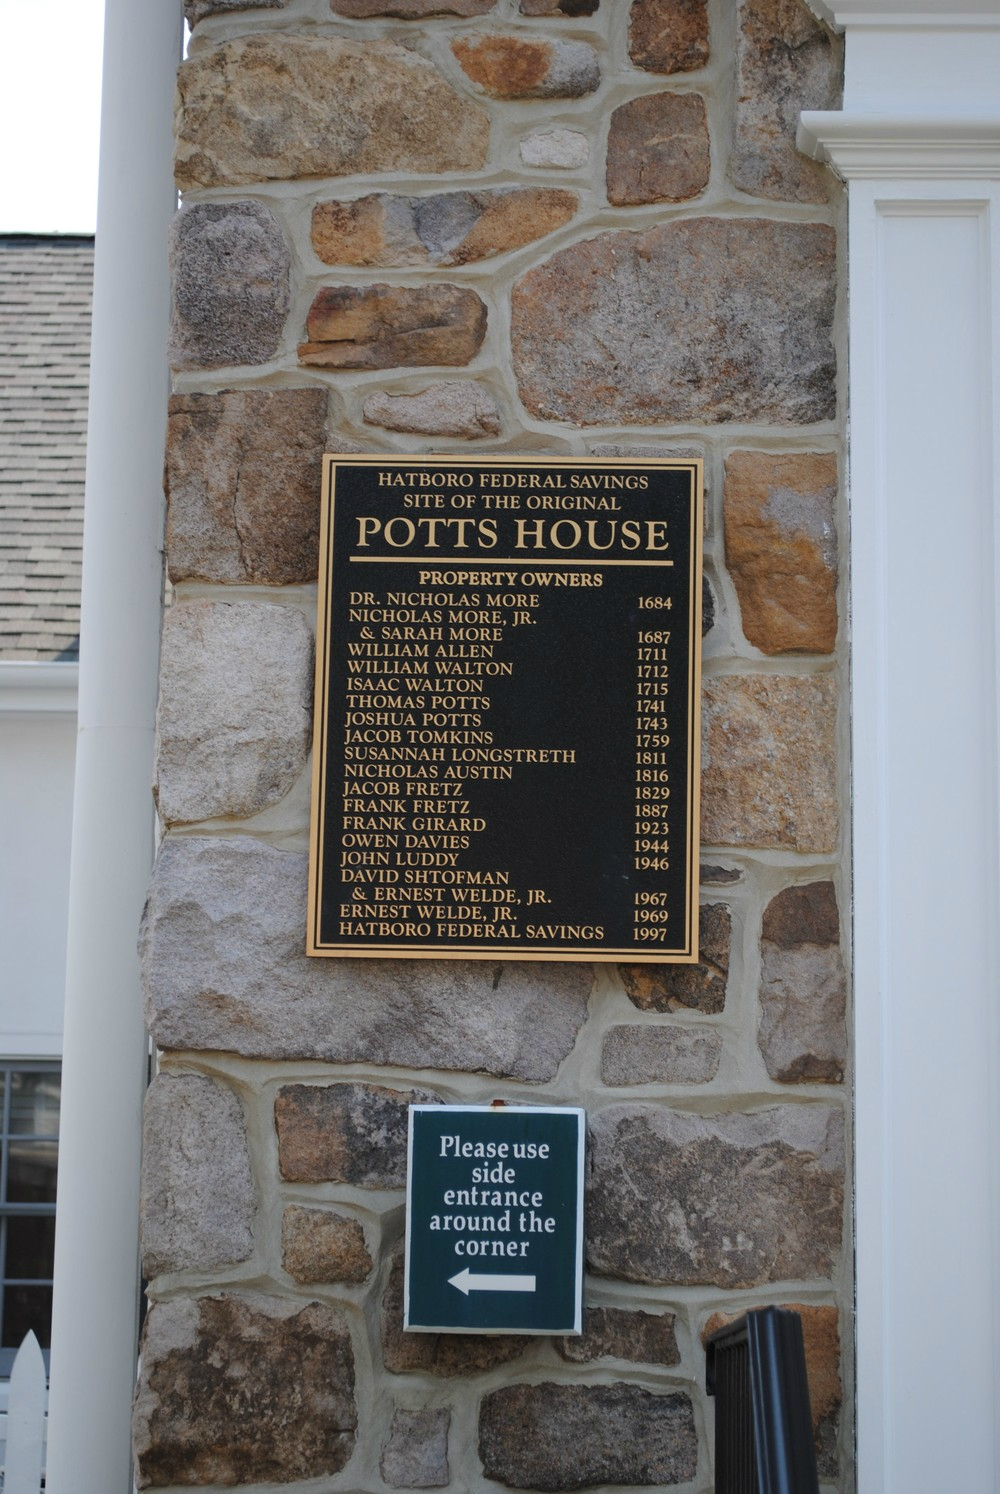 HATBORO FEDERAL SAVINGS
SITE OF THE ORIGINAL
POTTS HOUSE
PROPERTY OWNERS
DR. NICHOLAS MORE 1684
NICHOLAS MORE, JR.
& SARAH MORE 1687
WILLIAM ALLEN 1711
WILLIAM WALTON 1712
ISAAC WALTON 1715
THOMAS POTTS 1741
JOSHUA POTTS 1743
JACOB TOMKINS 1759
SUSANNAH LONGSTRETH 1811
NICHOLAS AUSTIN 1816
JACOB FRETZ 1829
FRANK FRETZ 1887
FRANK GIRARD 1923
OWEN DAVIES 1944
JOHN LUDDY 1946
DAVID SHTOFMAN
& ERNEST WELDE, JR. 1967
ERNEST WELDE, JR. 1969
HATBORO FEDERAL SAVINGS 1997
Please use
side
entrance
around the
corner